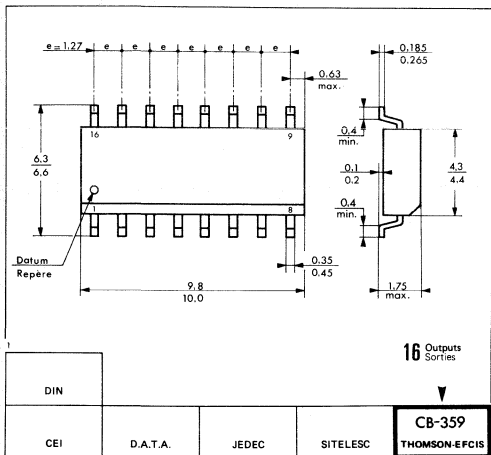 e=1.27 e e e e e e
0.63
max.
0.185
0.265
16 9
6.3
6.6
0.4
min.
0.1
0.2
4.3
4.4
0.4
min.
1 8
Datum
Repère
0.35
0.45
9.8
10.0
1.75
max.
16 Outputs
Sorties
DIN
CEI D.A.T.A. JEDEC SITELESC
CB-359
THOMSON-EFCIS